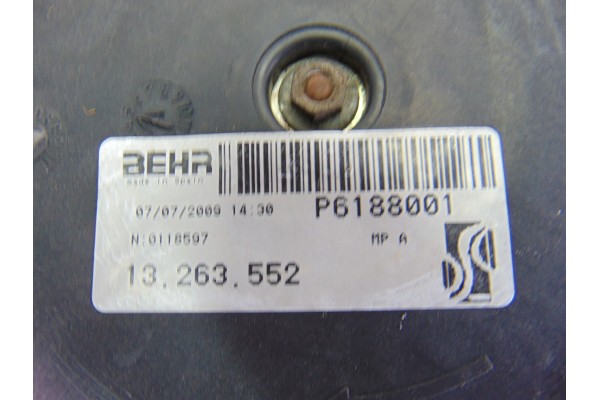 BEHR
made in Spain
07/07/2009 14:30 P6188001
N:0118597 MP A
13.263.552